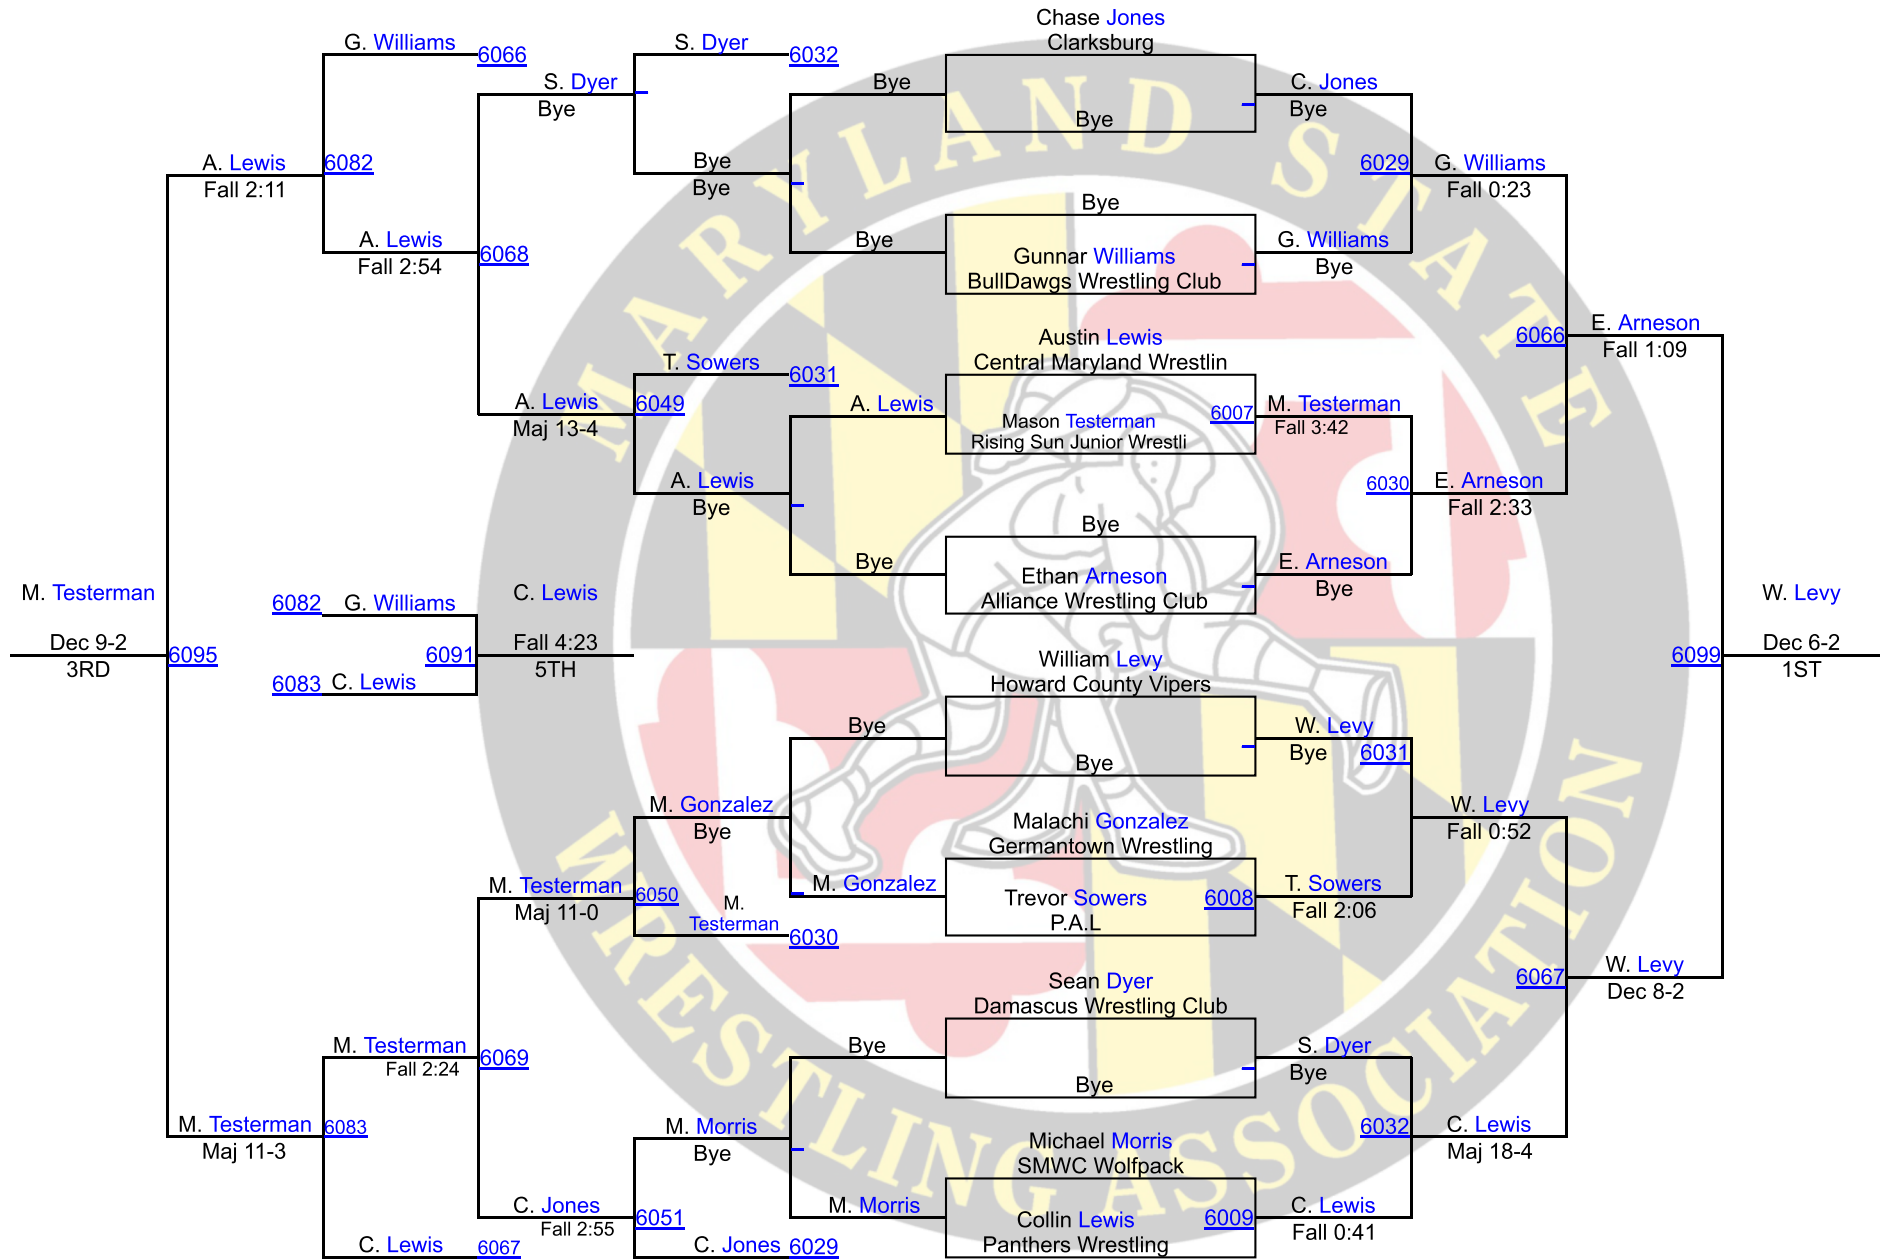 Chase Jones
Clarksburg
G. Williams
6066
S. Dyer
6032
S. Dyer
Bye
Bye
Bye
C. Jones
Bye
A. Lewis
6082
Fall 2:11
Bye
Bye
6029
G. Williams
Fall 0:23
Bye
A. Lewis
Fall 2:54
6068
Bye
Gunnar Williams
BullDawgs Wrestling Club
G. Williams
Bye
Austin Lewis
Central Maryland Wrestlin
6066
E. Arneson
Fall 1:09
T. Sowers
6031
A. Lewis
6049
Maj 13-4
A. Lewis
Mason Testerman
Rising Sun Junior Wrestli
6007
M. Testerman
Fall 3:42
A. Lewis
Bye
6030
E. Arneson
Fall 2:33
Bye
Bye
Ethan Arneson
Alliance Wrestling Club
E. Arneson
Bye
M. Testerman
Dec 9-2
3RD
6095
6082
G. Williams
6091
6083
C. Lewis
C. Lewis
Fall 4:23
5TH
William Levy
Howard County Vipers
W. Levy
6099
Dec 6-2
1ST
Bye
Bye
W. Levy
Bye
6031
M. Gonzalez
Bye
Malachi Gonzalez
Germantown Wrestling
W. Levy
Fall 0:52
M. Testerman
Maj 11-0
6050
M. Gonzalez
Trevor Sowers
P.A.L
6008
T. Sowers
Fall 2:06
M.
Testerman
6030
Sean Dyer
Damascus Wrestling Club
6067
W. Levy
Dec 8-2
M. Testerman
Fall 2:24
6069
Bye
Bye
S. Dyer
Bye
M. Testerman
6083
Maj 11-3
M. Morris
Bye
Michael Morris
SMWC Wolfpack
6032
C. Lewis
Maj 18-4
C. Jones
Fall 2:55
6051
M. Morris
Collin Lewis
Panthers Wrestling
6009
C. Lewis
Fall 0:41
C. Lewis
6067
C. Jones
6029
MARYLAND STATE
WRESTLING ASSOCIATION